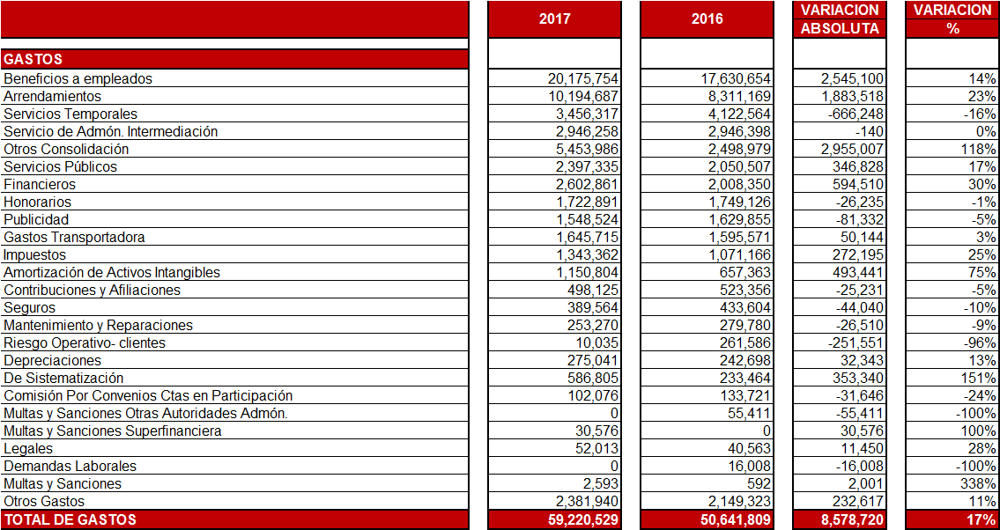 2017 2016 VARIACION ABSOLUTA VARIACION %
GASTOS
Beneficios a empleados 20,175,754 17,630,654 2,545,100 14%
Arrendamientos 10,194,687 8,311,169 1,883,518 23%
Servicios Temporales 3,456,317 4,122,564 -666,248 -16%
Servicio de Admón. Intermediación 2,946,258 2,946,398 -140 0%
Otros Consolidación 5,453,986 2,498,979 2,955,007 118%
Servicios Públicos 2,397,335 2,050,507 346,828 17%
Financieros 2,602,861 2,008,350 594,510 30%
Honorarios 1,722,891 1,749,126 -26,235 -1%
Publicidad 1,548,524 1,629,855 -81,332 -5%
Gastos Transportadora 1,645,715 1,595,571 50,144 3%
Impuestos 1,343,362 1,071,166 272,195 25%
Amortización de Activos Intangibles 1,150,804 657,363 493,441 75%
Contribuciones y Afiliaciones 498,125 523,356 -25,231 -5%
Seguros 389,564 433,604 -44,040 -10%
Mantenimiento y Reparaciones 253,270 279,780 -26,510 -9%
Riesgo Operativo- clientes 10,035 261,586 -251,551 -96%
Depreciaciones 275,041 242,698 32,343 13%
De Sistematización 586,805 233,464 353,340 151%
Comisión Por Convenios Ctas en Participación 102,076 133,721 -31,646 -24%
Multas y Sanciones Otras Autoridades Admón. 0 55,411 -55,411 -100%
Multas y Sanciones Superfinanciera 30,576 0 30,576 100%
Legales 52,013 40,563 11,450 28%
Demandas Laborales 0 16,008 -16,008 -100%
Multas y Sanciones 2,593 592 2,001 338%
Otros Gastos 2,381,940 2,149,323 232,617 11%
TOTAL DE GASTOS 59,220,529 50,641,809 8,578,720 17%